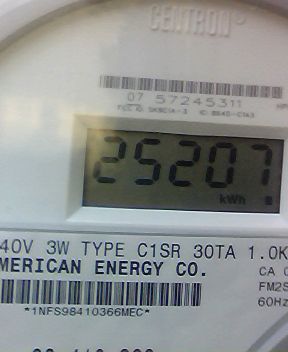 CENTRON
07 57245311
25207
kWh
40V 3W TYPE C1SR 30TA 1.0K
MERICAN ENERGY CO.
CA 0
FM2S
60Hz
*1NFS98410366MEC*